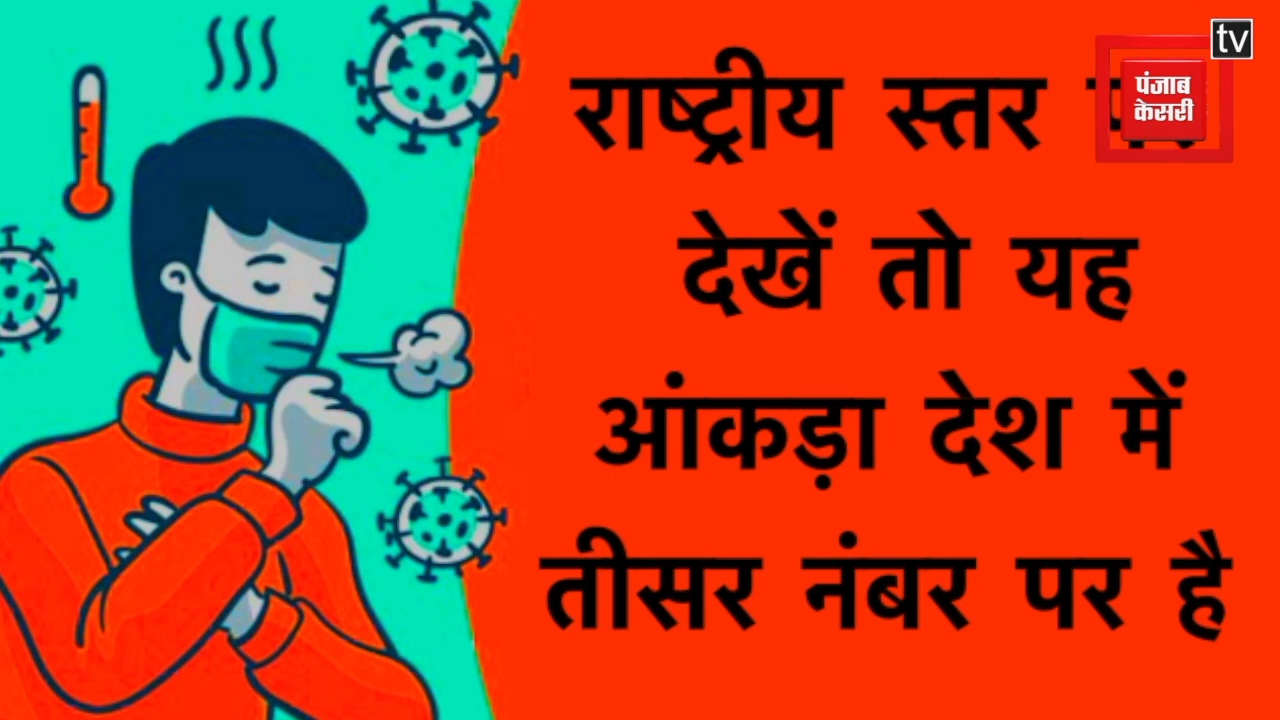 tv
पंजाब
केसरी
राष्ट्रीय स्तर
देखें तो यह
आंकड़ा देश में
तीसर नंबर पर है